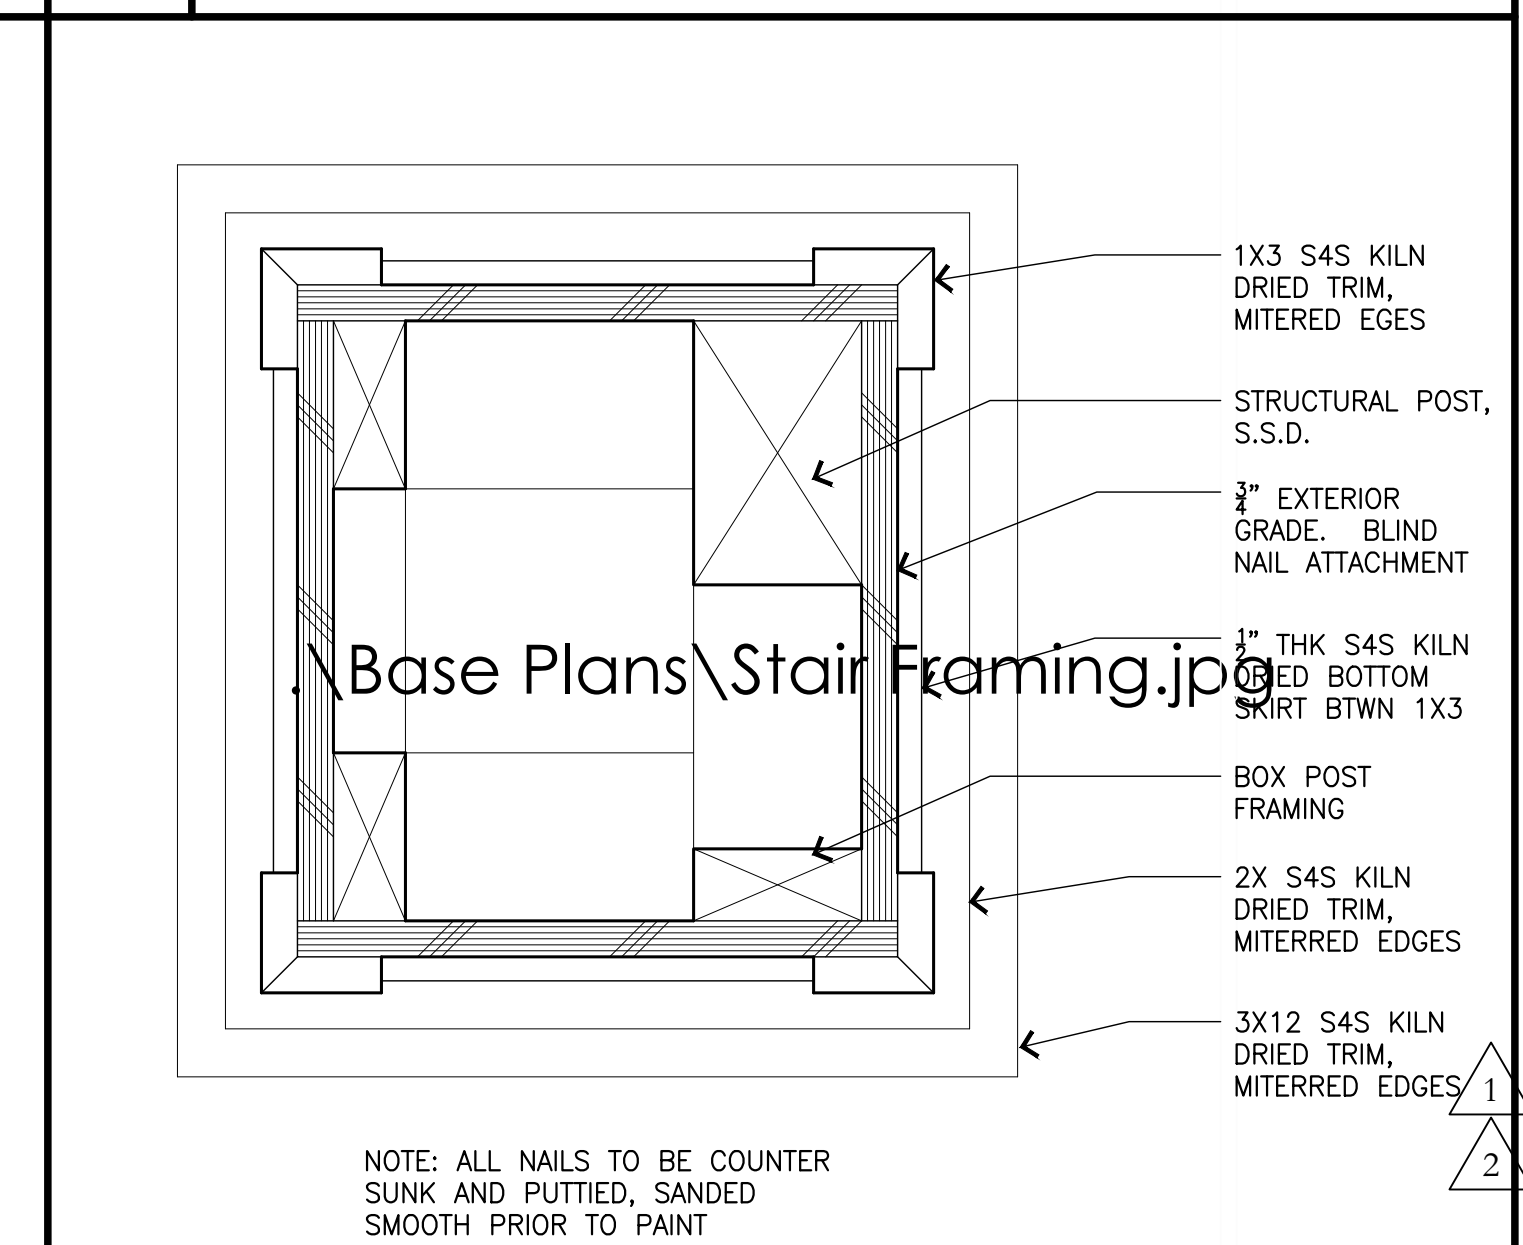 1X3 S4S KILN
DRIED TRIM,
MITERED EGES
STRUCTURAL POST,
S.S.D.
3/4" EXTERIOR
GRADE. BLIND
NAIL ATTACHMENT
.\Base Plans\Stair Framing.jpg
1/2" THK S4S KILN
DRIED BOTTOM
SKIRT BTWN 1X3
BOX POST
FRAMING
2X S4S KILN
DRIED TRIM,
MITERRED EDGES
3X12 S4S KILN
DRIED TRIM,
MITERRED EDGES
1
2
NOTE: ALL NAILS TO BE COUNTER
SUNK AND PUTTIED, SANDED
SMOOTH PRIOR TO PAINT